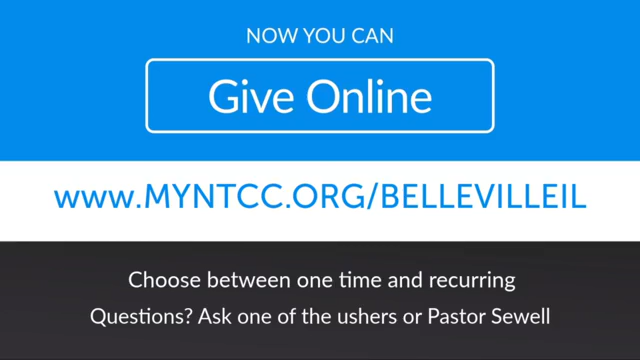 NOW YOU CAN
Give Online
www.MYNTCC.ORG/BELLEVILLEIL
Choose between one time and recurring
Questions? Ask one of the ushers or Pastor Sewell